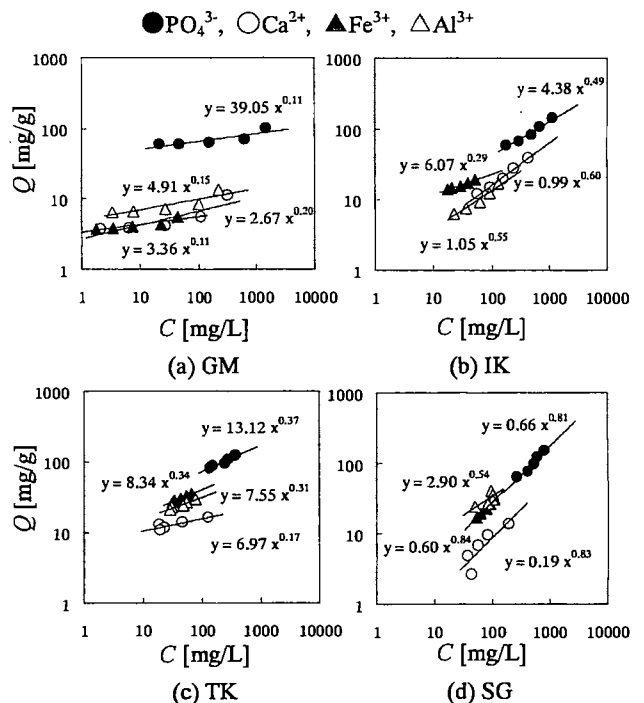 ●PO₄³⁻, ○Ca²⁺, ▲Fe³⁺, △Al³⁺
1000
100
10
1
Q [mg/g]
y = 39.05 x^0.11
y = 4.91 x^0.15
y = 2.67 x^0.20
y = 3.36 x^0.11
1 10 100 1000 10000
C [mg/L]
(a) GM
1000
100
10
1
y = 4.38 x^0.49
y = 6.07 x^0.29
y = 0.99 x^0.60
y = 1.05 x^0.55
1 10 100 1000 10000
C [mg/L]
(b) IK
1000
100
10
1
Q [mg/g]
y = 13.12 x^0.37
y = 8.34 x^0.34
y = 7.55 x^0.31
y = 6.97 x^0.17
1 10 100 1000 10000
C [mg/L]
(c) TK
1000
100
10
1
y = 0.66 x^0.81
y = 2.90 x^0.54
y = 0.60 x^0.84
y = 0.19 x^0.83
1 10 100 1000 10000
C [mg/L]
(d) SG